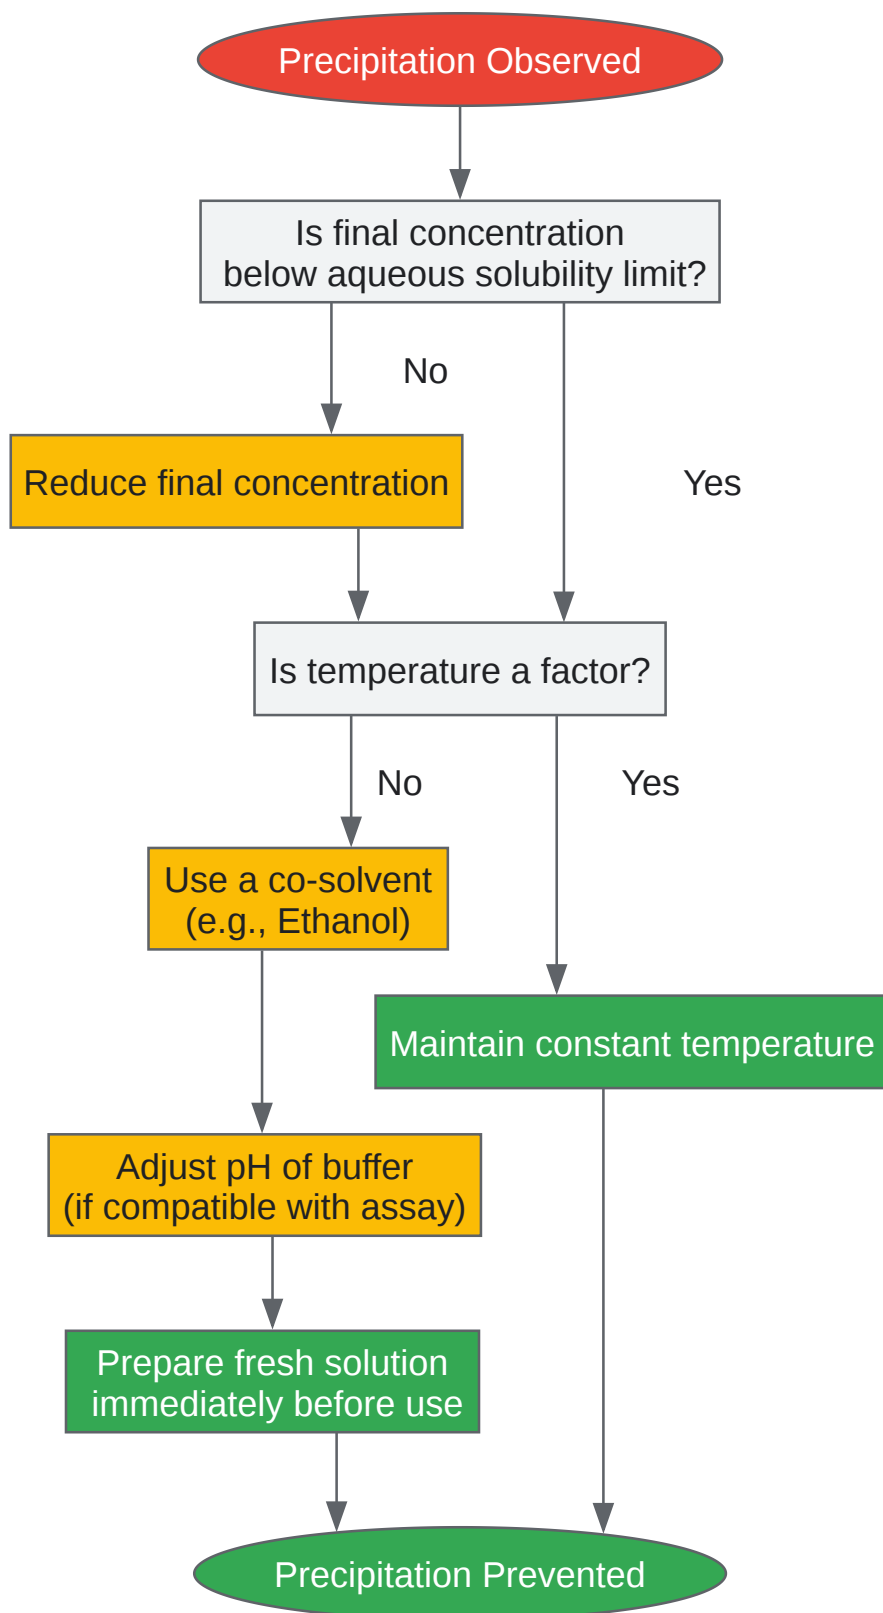 Precipitation Observed
Is final concentration
below aqueous solubility limit?
No
Reduce final concentration
Yes
Is temperature a factor?
No
Yes
Use a co-solvent
(e.g., Ethanol)
Maintain constant temperature
Adjust pH of buffer
(if compatible with assay)
Prepare fresh solution
immediately before use
Precipitation Prevented